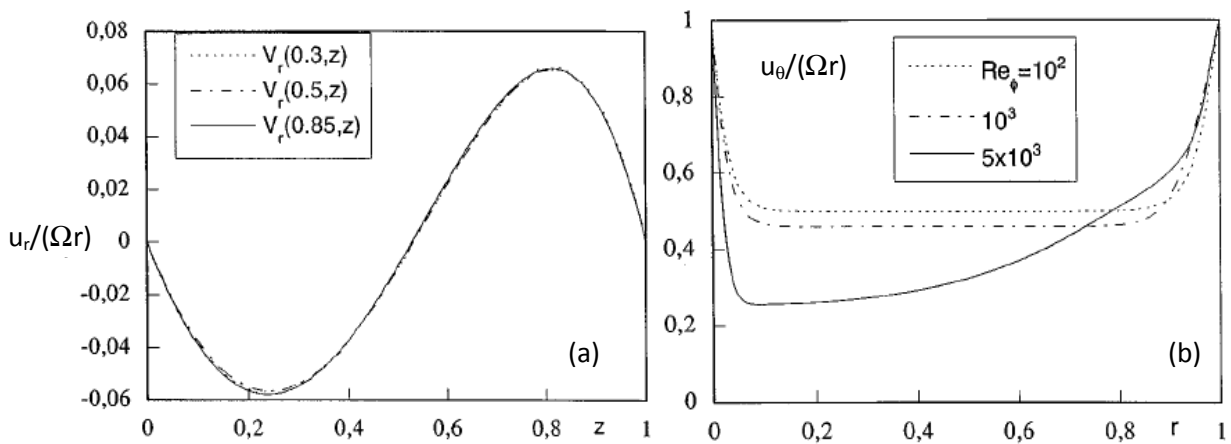 0,08
0,06
0,04
0,02
0
-0,02
-0,04
-0,06
u_r/(Ωr)
V_r(0.3,z)
V_r(0.5,z)
V_r(0.85,z)
(a)
0 0,2 0,4 0,6 0,8 z 1
1
0,8
0,6
0,4
0,2
0
u_θ/(Ωr)
Re_ϕ=10²
10³
5x10³
(b)
0 0,2 0,4 0,6 0,8 r 1